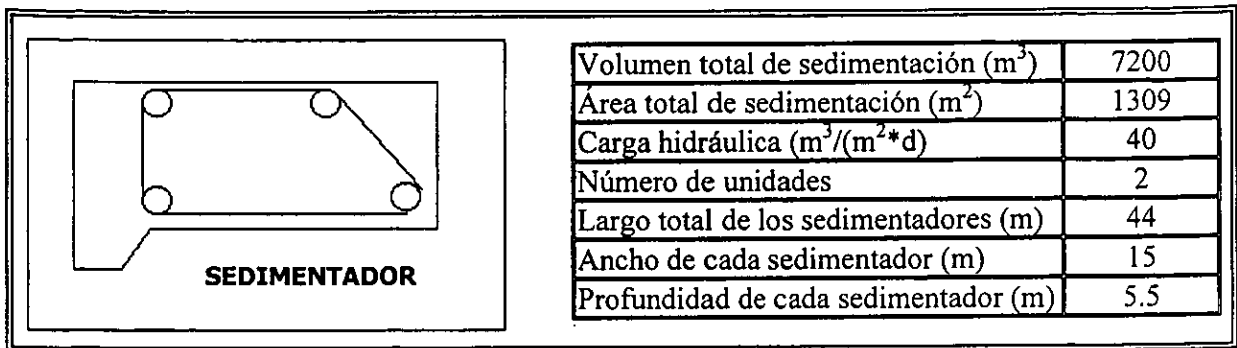 SEDIMENTADOR
Volumen total de sedimentación (m³) 7200
Área total de sedimentación (m²) 1309
Carga hidráulica (m³/(m²*d) 40
Número de unidades 2
Largo total de los sedimentadores (m) 44
Ancho de cada sedimentador (m) 15
Profundidad de cada sedimentador (m) 5.5